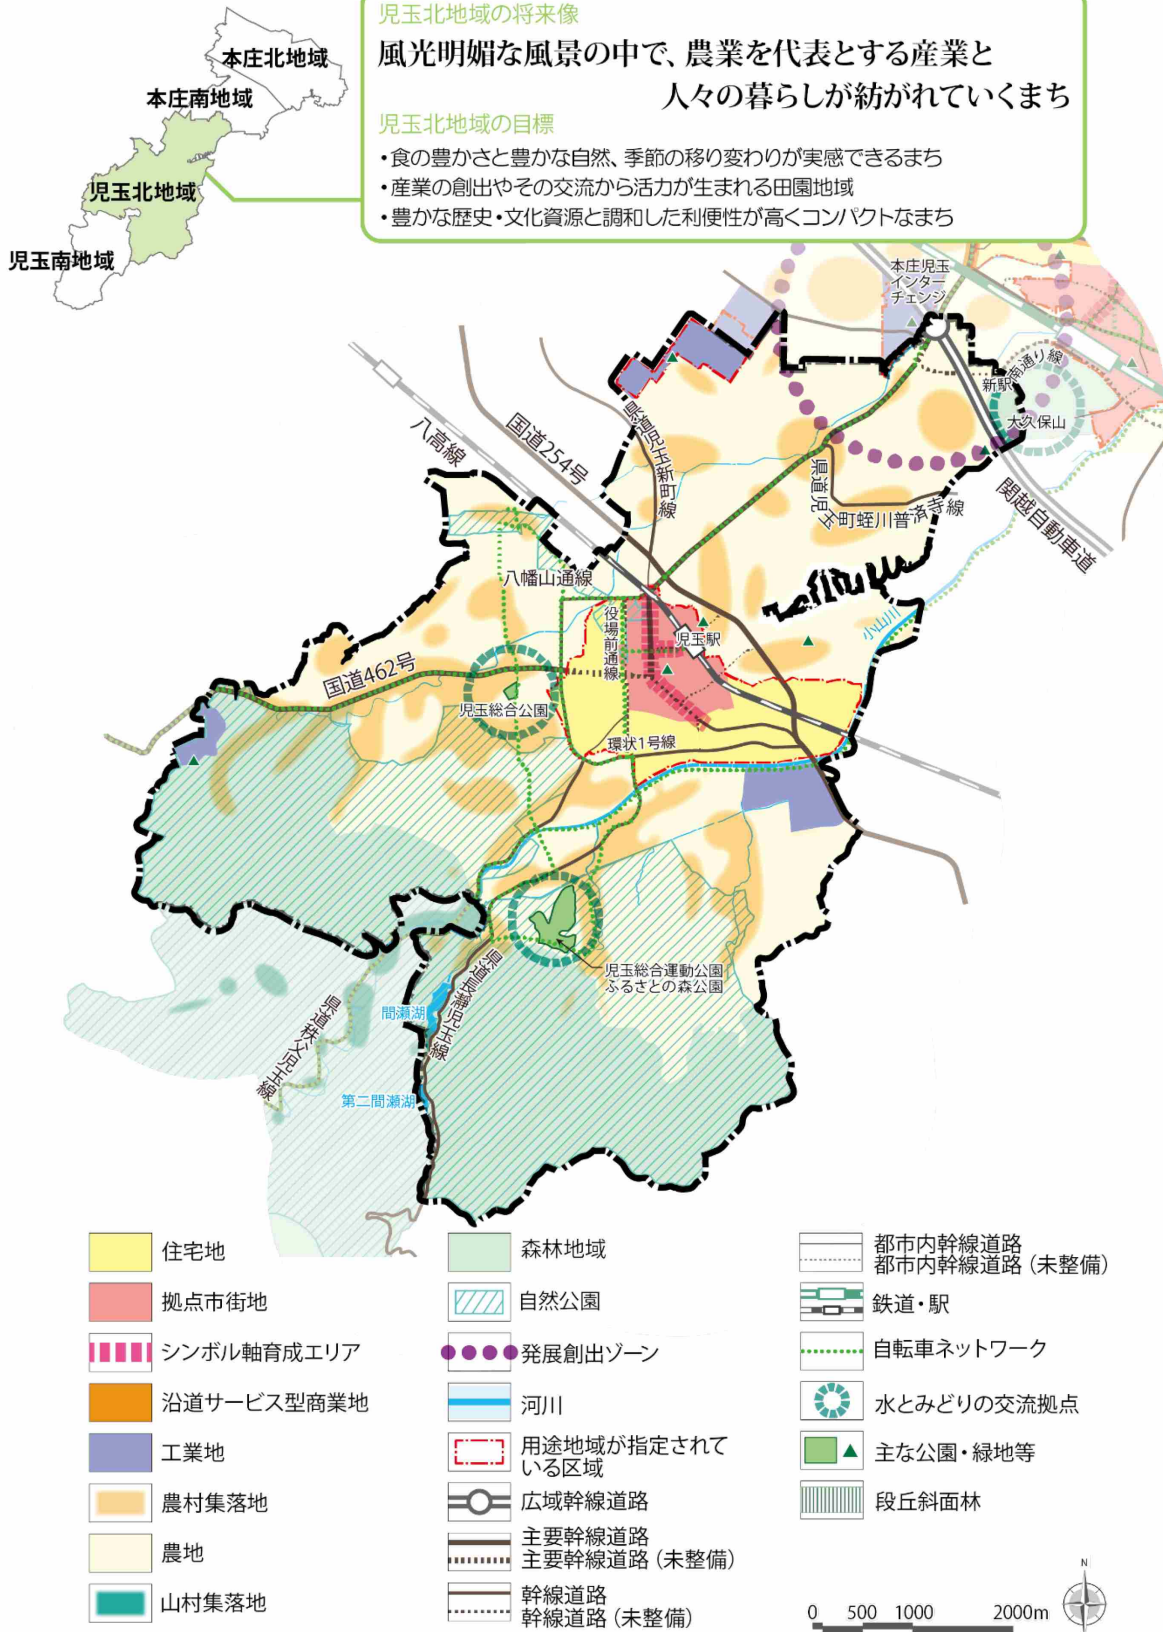 児玉北地域の将来像
風光明媚な風景の中で、農業を代表とする産業と
人々の暮らしが紡がれていくまち
児玉北地域の目標
・食の豊かさと豊かな自然、季節の移り変わりが実感できるまち
・産業の創出やその交流から活力が生まれる田園地域
・豊かな歴史・文化資源と調和した利便性が高くコンパクトなまち
本庄北地域
本庄南地域
児玉北地域
児玉南地域
本庄児玉
インター
チェンジ
新駅南通り線
大久保山
八高線
国道254号
県道児玉新町線
県道児玉町蛭川普済寺線
関越自動車道
八幡山通線
役場前通線
児玉駅
小山川
国道462号
児玉総合公園
環状1号線
児玉総合運動公園
ふるさとの森公園
県道長瀞児玉線
間瀬湖
県道秩父児玉線
第二間瀬湖
住宅地
拠点市街地
シンボル軸育成エリア
沿道サービス型商業地
工業地
農村集落地
農地
山村集落地
森林地域
自然公園
発展創出ゾーン
河川
用途地域が指定されて
いる区域
広域幹線道路
主要幹線道路
主要幹線道路（未整備）
幹線道路
幹線道路（未整備）
都市内幹線道路
都市内幹線道路（未整備）
鉄道・駅
自転車ネットワーク
水とみどりの交流拠点
主な公園・緑地等
段丘斜面林
N
0 500 1000 2000m